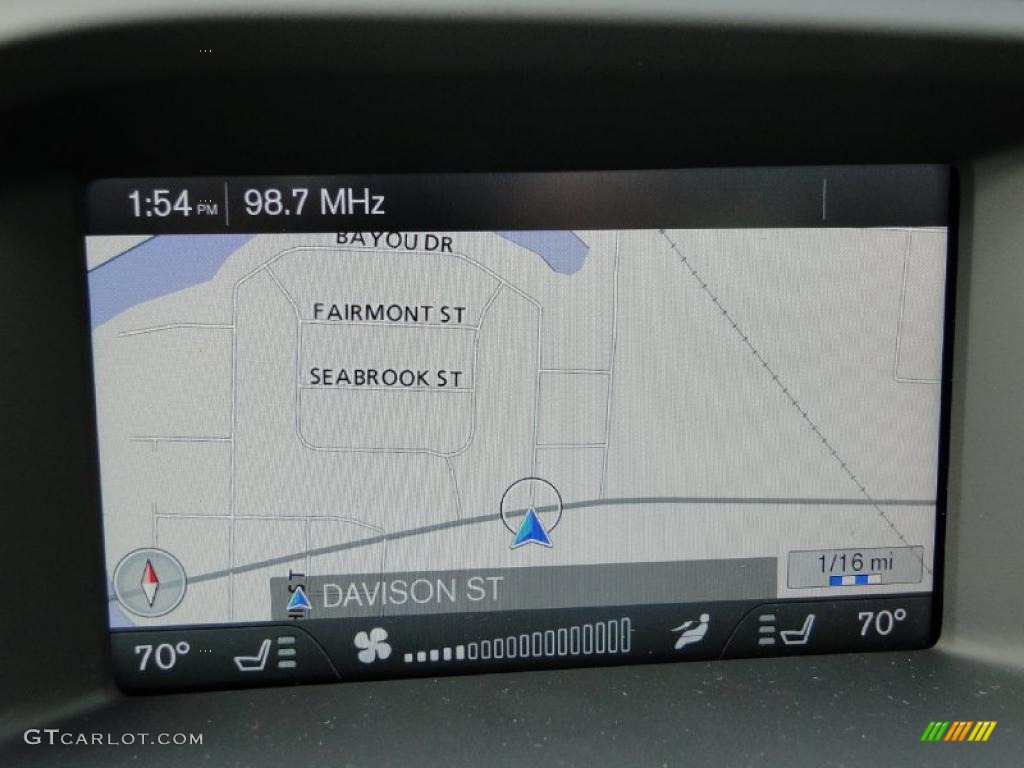 1:54 PM 98.7 MHz
BAYOU DR
FAIRMONT ST
SEABROOK ST
1/16 mi
DAVISON ST
70°
70°
GTCARLOT.COM